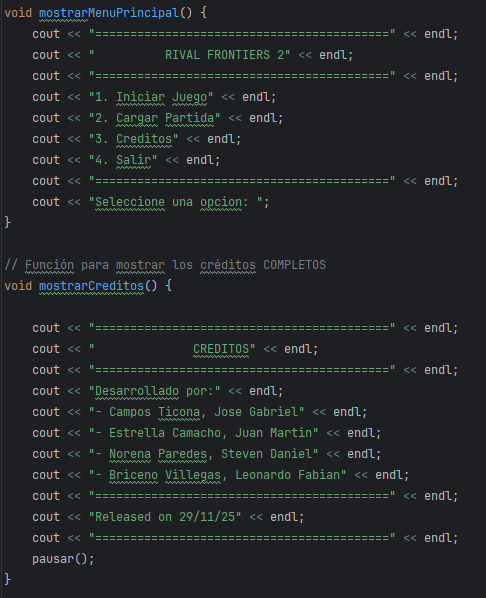 void mostrarMenuPrincipal() {
    cout << "==========================================" << endl;
    cout << "          RIVAL FRONTIERS 2" << endl;
    cout << "==========================================" << endl;
    cout << "1. Iniciar Juego" << endl;
    cout << "2. Cargar Partida" << endl;
    cout << "3. Creditos" << endl;
    cout << "4. Salir" << endl;
    cout << "==========================================" << endl;
    cout << "Seleccione una opcion: ";
}

// Función para mostrar los créditos COMPLETOS
void mostrarCreditos() {

    cout << "==========================================" << endl;
    cout << "              CREDITOS" << endl;
    cout << "==========================================" << endl;
    cout << "Desarrollado por:" << endl;
    cout << "- Campos Ticona, Jose Gabriel" << endl;
    cout << "- Estrella Camacho, Juan Martin" << endl;
    cout << "- Norena Paredes, Steven Daniel" << endl;
    cout << "- Briceno Villegas, Leonardo Fabian" << endl;
    cout << "==========================================" << endl;
    cout << "Released on 29/11/25" << endl;
    cout << "==========================================" << endl;
    pausar();
}